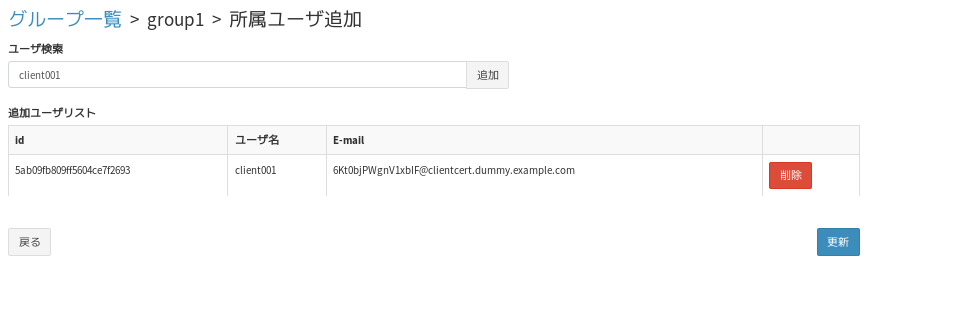 グループ一覧 > group1 > 所属ユーザ追加
ユーザ検索
client001 追加
追加ユーザリスト
id ユーザ名 E-mail
5ab09fb809ff5604ce7f2693 client001 6Kt0bjPWgnV1xbIF@clientcert.dummy.example.com 削除
戻る 更新